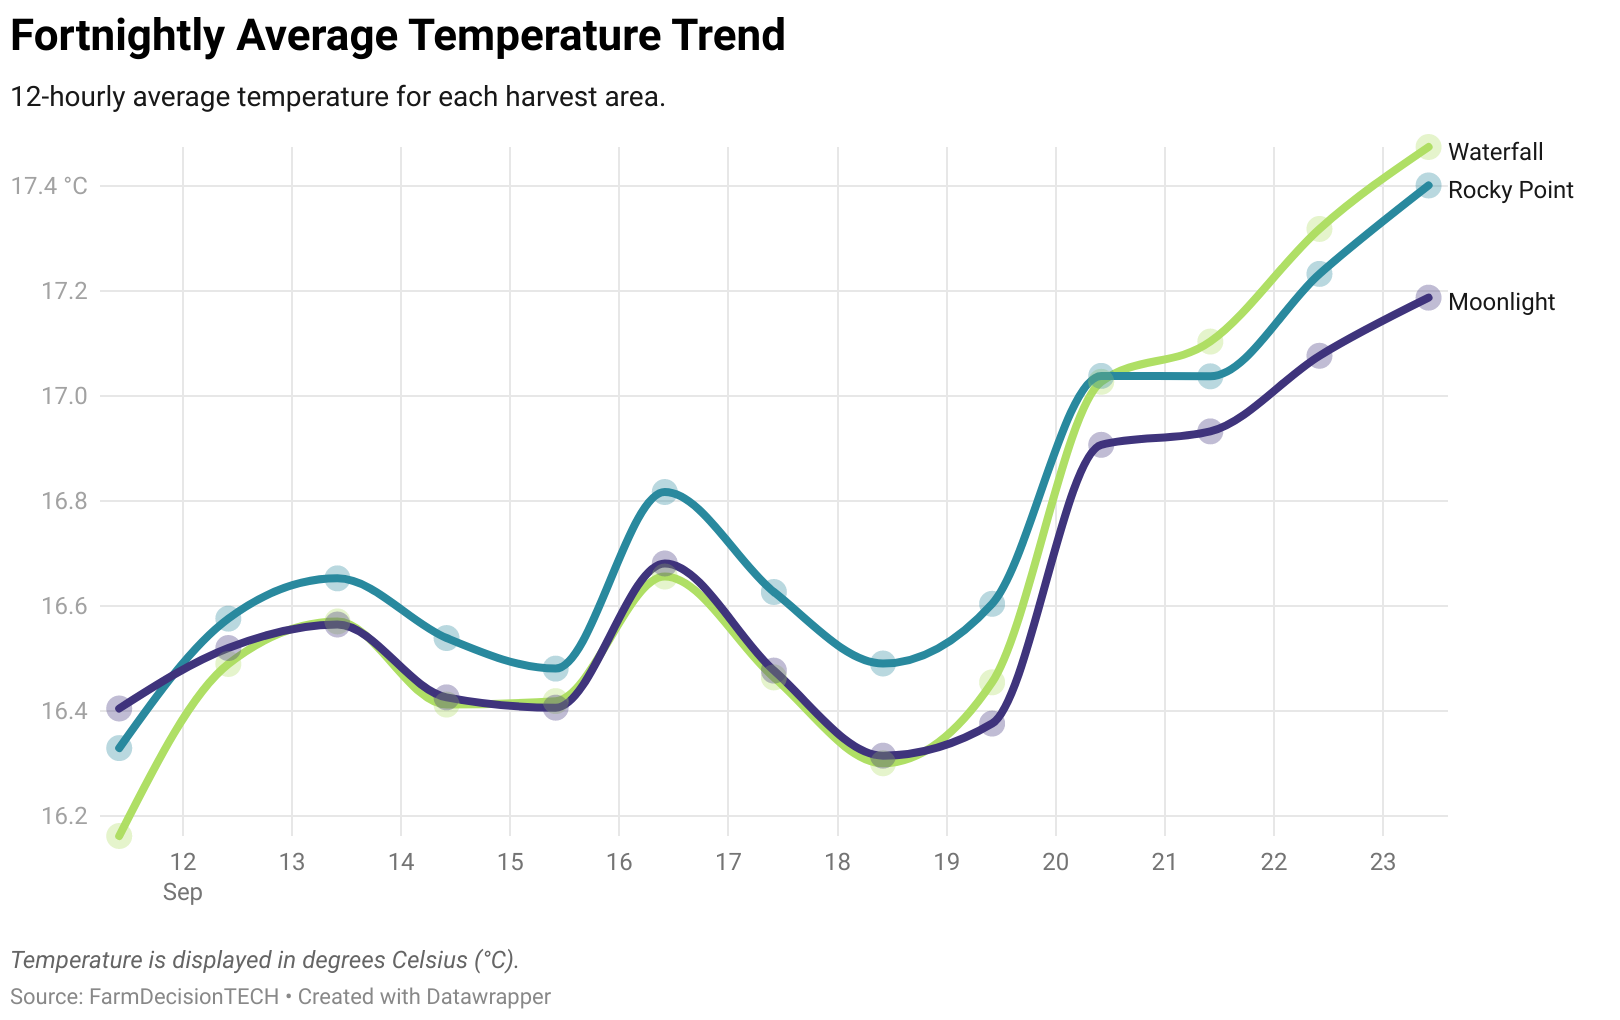 Fortnightly Average Temperature Trend
12-hourly average temperature for each harvest area.
Waterfall
17.4 °C
Rocky Point
17.2
Moonlight
17.0
16.8
16.6
16.4
16.2
12 13 14 15 16 17 18 19 20 21 22 23
Sep
Temperature is displayed in degrees Celsius (°C).
Source: FarmDecisionTECH • Created with Datawrapper